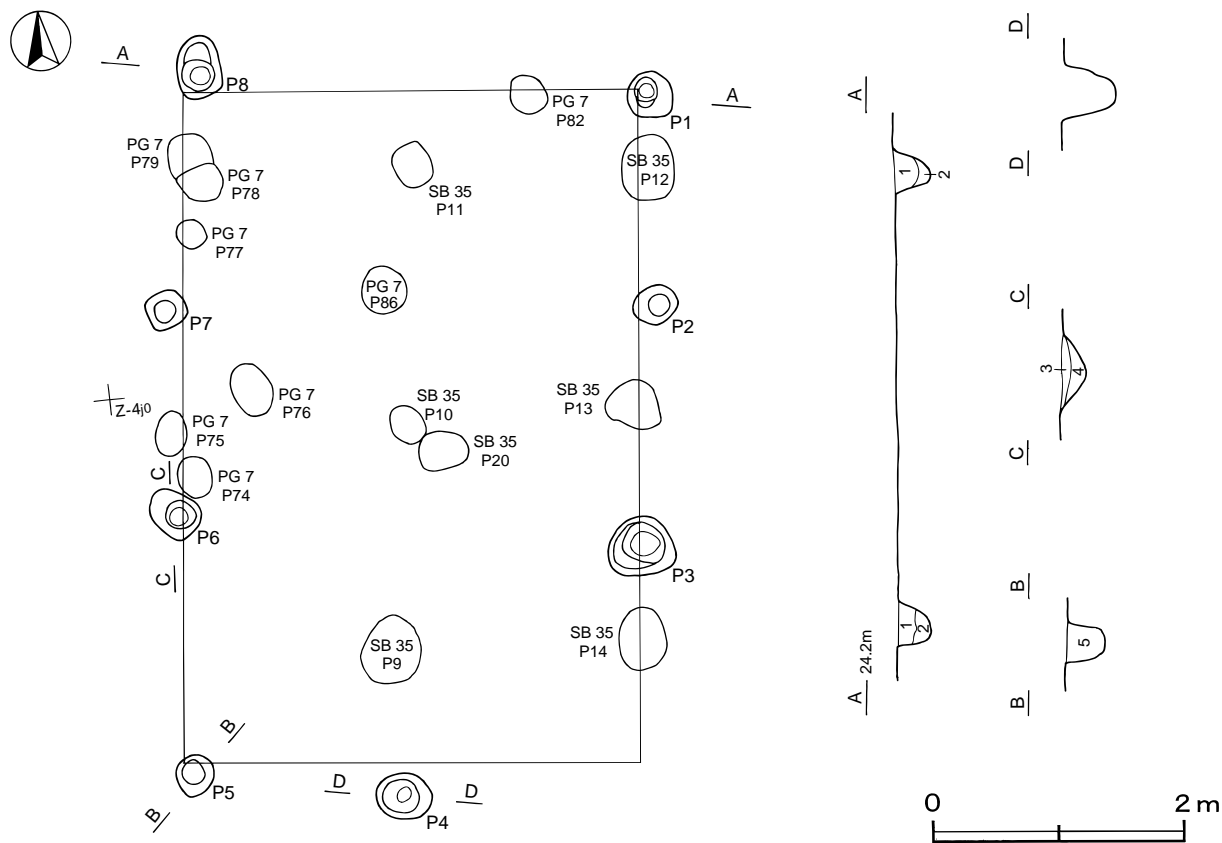 A
P8
PG 7
P82
P1
A
PG 7
P79
PG 7
P78
SB 35
P11
SB 35
P12
PG 7
P77
PG 7
P86
P7
P2
Z-4j0
PG 7
P76
SB 35
P13
SB 35
P10
PG 7
P75
SB 35
P20
C
PG 7
P74
P6
P3
C
SB 35
P9
SB 35
P14
B
P5
B
D
D
P4
A
1
2
1
2
A
24.2m
D
D
C
3
4
C
B
5
B
0
2 m